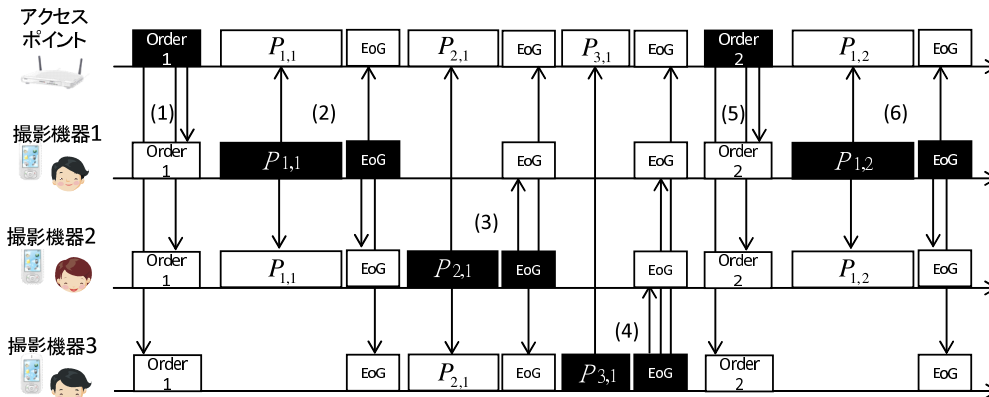 アクセス
ポイント
Order
1
P1,1
EoG
P2,1
EoG
P3,1
EoG
Order
2
P1,2
EoG
(1)
(2)
(5)
(6)
撮影機器1
Order
1
P1,1
EoG
EoG
EoG
Order
2
P1,2
EoG
(3)
撮影機器2
Order
1
P1,1
EoG
P2,1
EoG
EoG
Order
2
P1,2
EoG
(4)
撮影機器3
Order
1
EoG
P2,1
EoG
P3,1
EoG
Order
2
EoG